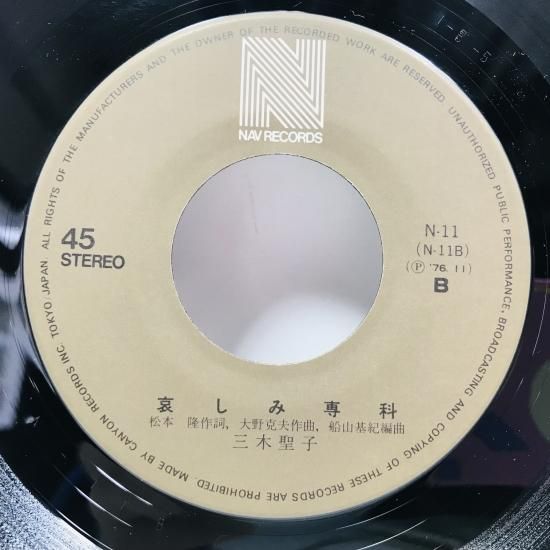 N
NAV RECORDS
45
STEREO
N-11
(N-11B)
(Ⓟ '76. 11)
B
哀しみ専科
松本 隆作詞, 大野克夫作曲, 船山基紀編曲
三木聖子
ALL RIGHTS OF THE MANUFACTURERS AND THE OWNER OF THE RECORDED WORK ARE RESERVED. UNAUTHORIZED PUBLIC PERFORMANCE, BROADCASTING AND COPYING OF THESE RECORDS ARE PROHIBITED MADE BY CANYON RECORDS INC. TOKYO JAPAN